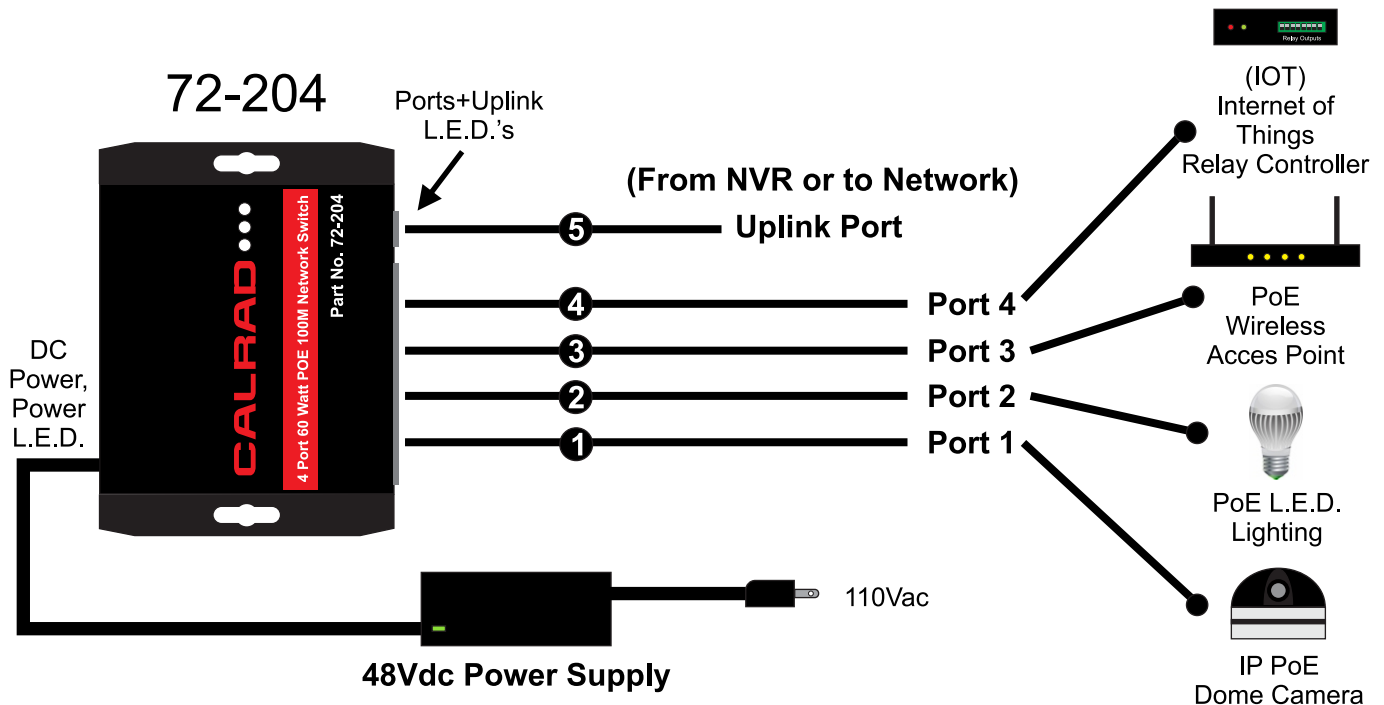 72-204
Ports+Uplink
L.E.D.'s
(From NVR or to Network)
Uplink Port
5
4
3
2
1
Port 4
Port 3
Port 2
Port 1
DC
Power,
Power
L.E.D.
CALRAD
4 Port 60 Watt POE 100M Network Switch
Part No. 72-204
48Vdc Power Supply
110Vac
Relay Outputs
(IOT)
Internet of
Things
Relay Controller
PoE
Wireless
Acces Point
PoE L.E.D.
Lighting
IP PoE
Dome Camera